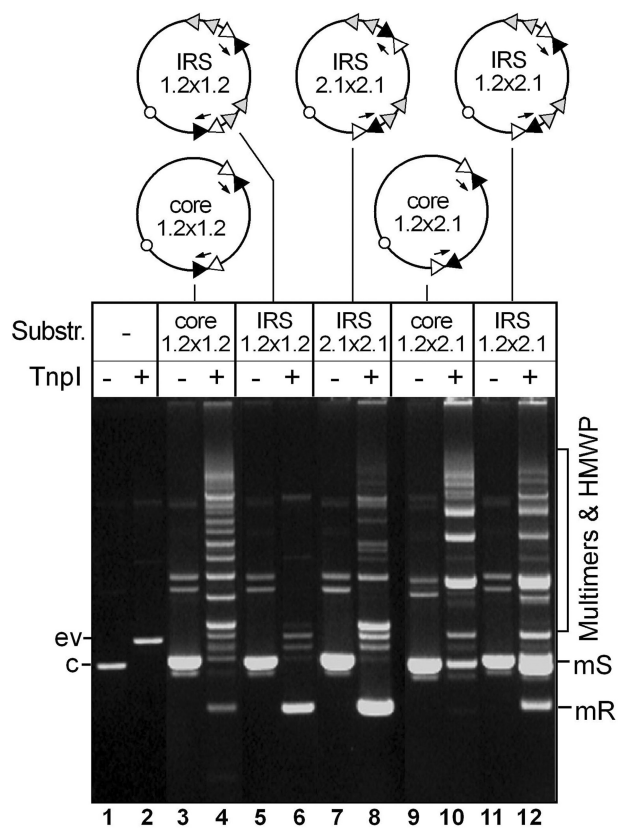 IRS IRS IRS
1.2x1.2 2.1x2.1 1.2x2.1
core core
1.2x1.2 1.2x2.1
Substr. - core IRS IRS core IRS
1.2x1.2 1.2x1.2 2.1x2.1 1.2x2.1 1.2x2.1
TnpI - + - + - + - + - + - +
Multimers & HMWP
ev
c mS
mR
1 2 3 4 5 6 7 8 9 10 11 12